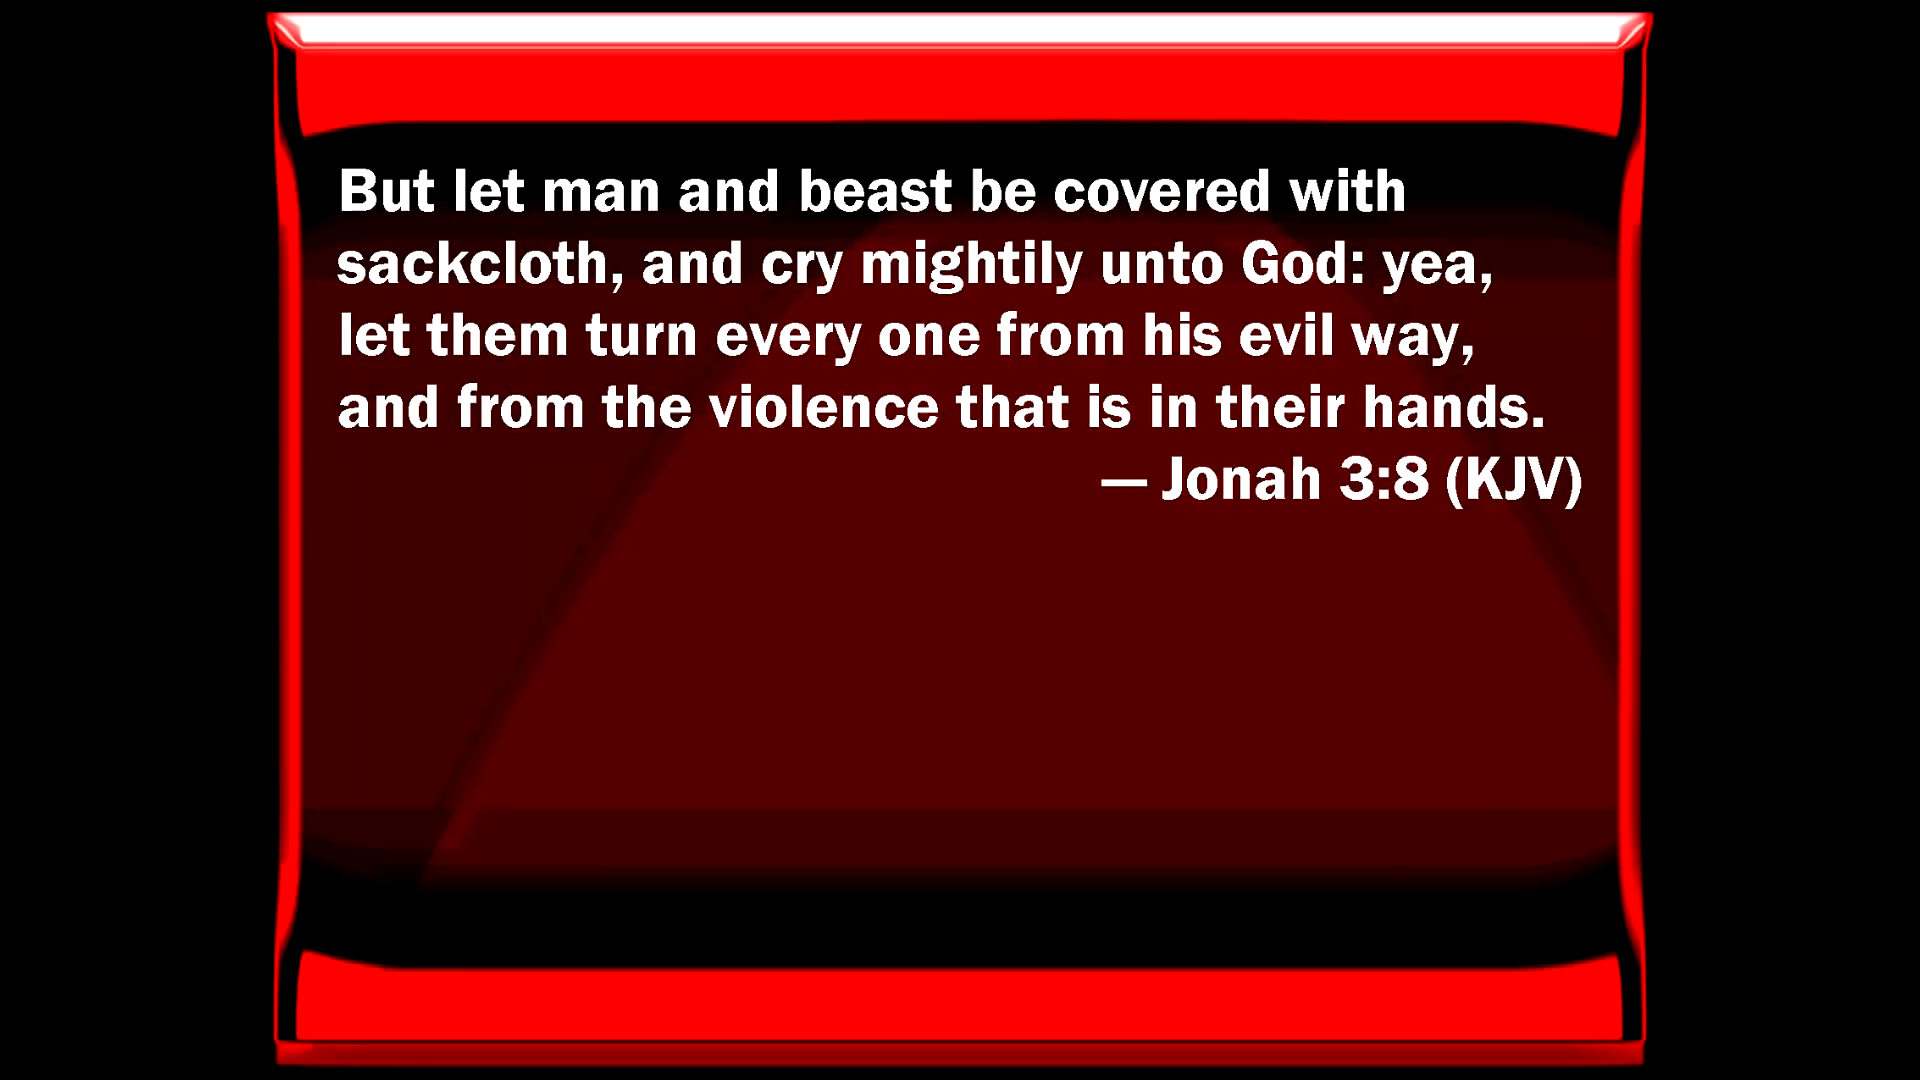 But let man and beast be covered with
sackcloth, and cry mightily unto God: yea,
let them turn every one from his evil way,
and from the violence that is in their hands.
— Jonah 3:8 (KJV)